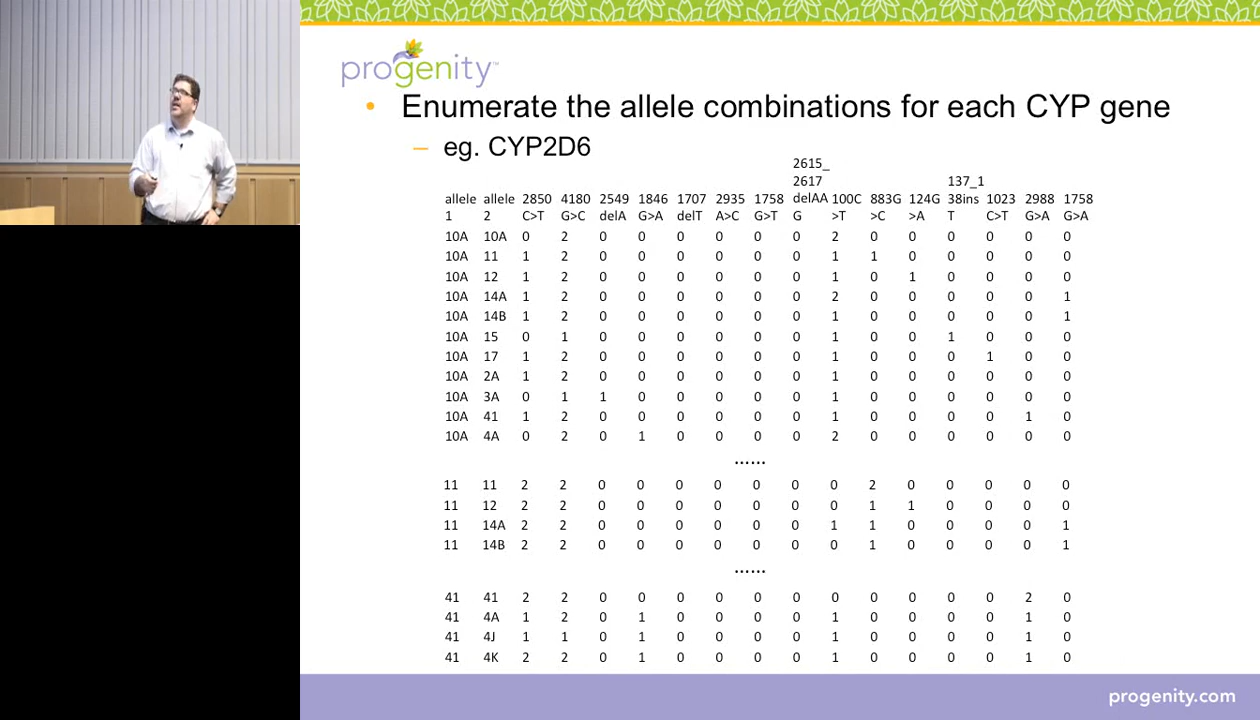 progenity™
• Enumerate the allele combinations for each CYP gene
– eg. CYP2D6
2615_
2617 137_1
allele allele 2850 4180 2549 1846 1707 2935 1758 delAA 100C 883G 124G 38ins 1023 2988 1758
1 2 C>T G>C delA G>A delT A>C G>T G >T >C >A T C>T G>A G>A
10A 10A 0 2 0 0 0 0 0 0 2 0 0 0 0 0 0
10A 11 1 2 0 0 0 0 0 0 1 1 0 0 0 0 0
10A 12 1 2 0 0 0 0 0 0 1 0 1 0 0 0 0
10A 14A 1 2 0 0 0 0 0 0 2 0 0 0 0 0 1
10A 14B 1 2 0 0 0 0 0 0 1 0 0 0 0 0 1
10A 15 0 1 0 0 0 0 0 0 1 0 0 1 0 0 0
10A 17 1 2 0 0 0 0 0 0 1 0 0 0 1 0 0
10A 2A 1 2 0 0 0 0 0 0 1 0 0 0 0 0 0
10A 3A 0 1 1 0 0 0 0 0 1 0 0 0 0 0 0
10A 41 1 2 0 0 0 0 0 0 1 0 0 0 0 1 0
10A 4A 0 2 0 1 0 0 0 0 2 0 0 0 0 0 0
......
11 11 2 2 0 0 0 0 0 0 0 2 0 0 0 0 0
11 12 2 2 0 0 0 0 0 0 0 1 1 0 0 0 0
11 14A 2 2 0 0 0 0 0 0 1 1 0 0 0 0 1
11 14B 2 2 0 0 0 0 0 0 0 1 0 0 0 0 1
......
41 41 2 2 0 0 0 0 0 0 0 0 0 0 0 2 0
41 4A 1 2 0 1 0 0 0 0 1 0 0 0 0 1 0
41 4J 1 1 0 1 0 0 0 0 1 0 0 0 0 1 0
41 4K 2 2 0 1 0 0 0 0 1 0 0 0 0 1 0
progenity.com